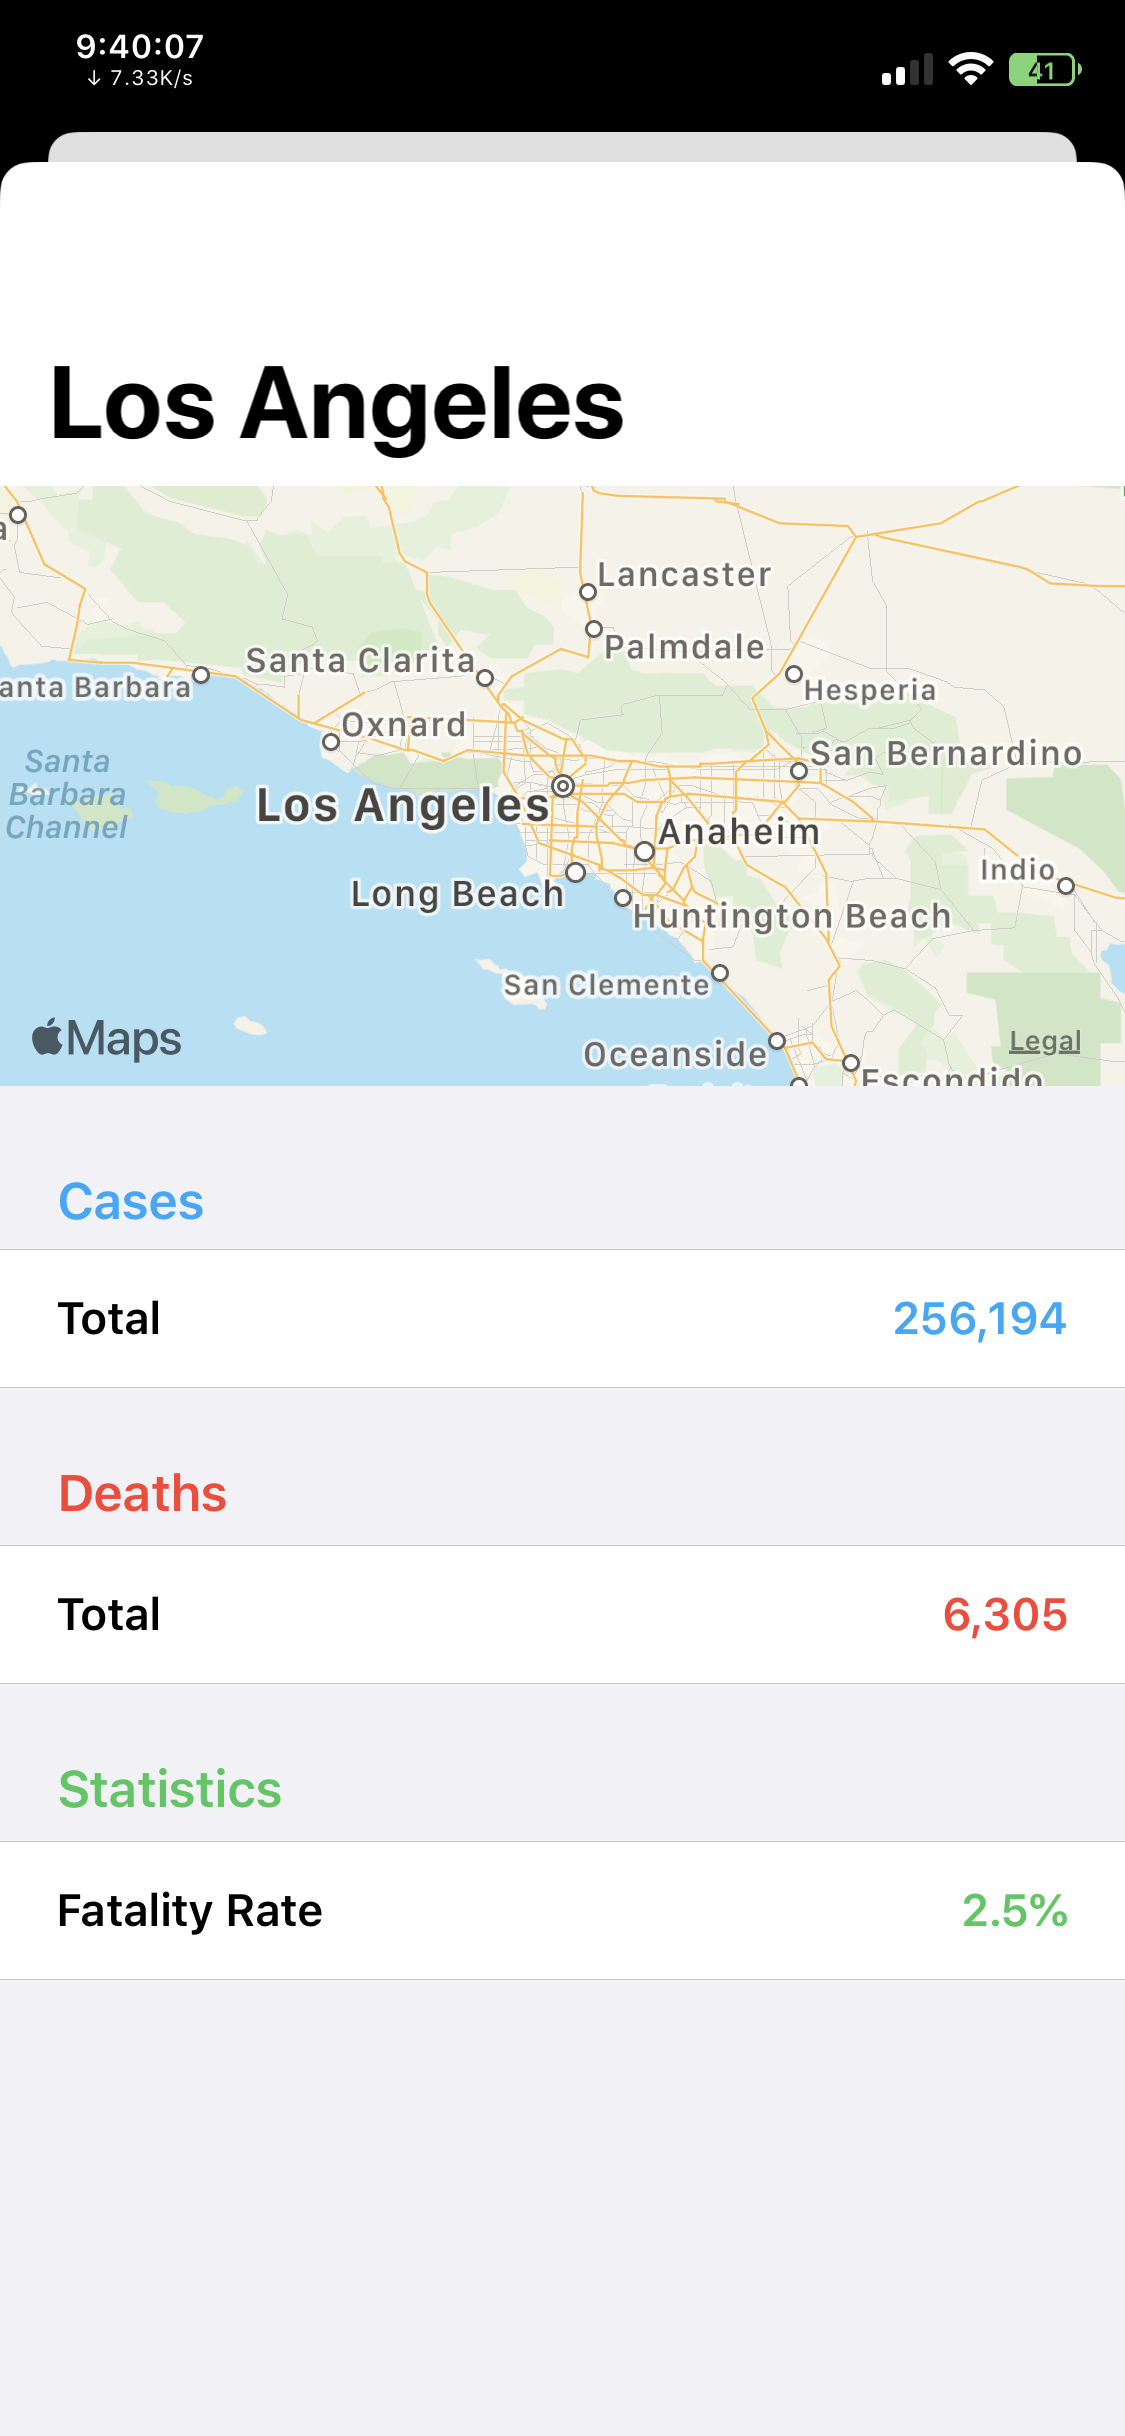 9:40:07
↓ 7.33K/s
41
Los Angeles
Lancaster
Palmdale
Santa Clarita
anta Barbara
Hesperia
Oxnard
San Bernardino
Santa
Barbara
Channel
Los Angeles
Anaheim
Indio
Long Beach
Huntington Beach
San Clemente
Maps
Legal
Oceanside
Escondido
Cases
Total 256,194
Deaths
Total 6,305
Statistics
Fatality Rate 2.5%